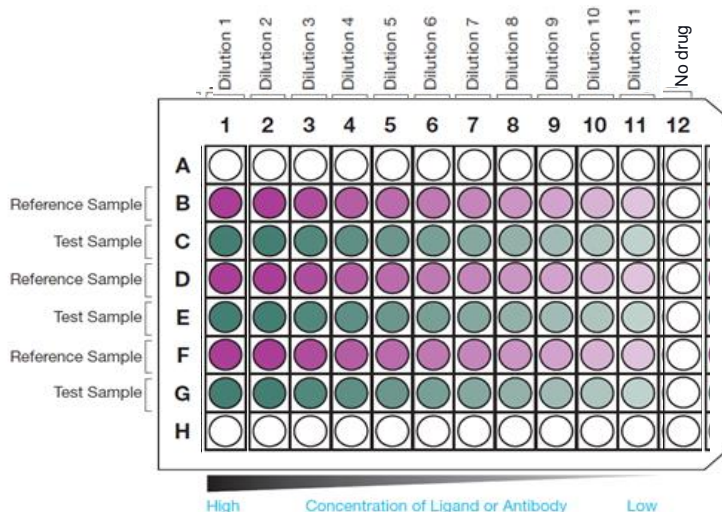 Dilution 1
Dilution 2
Dilution 3
Dilution 4
Dilution 5
Dilution 6
Dilution 7
Dilution 8
Dilution 9
Dilution 10
Dilution 11
No drug
1 2 3 4 5 6 7 8 9 10 11 12
A
Reference Sample B
Test Sample C
Reference Sample D
Test Sample E
Reference Sample F
Test Sample G
H
High Concentration of Ligand or Antibody Low